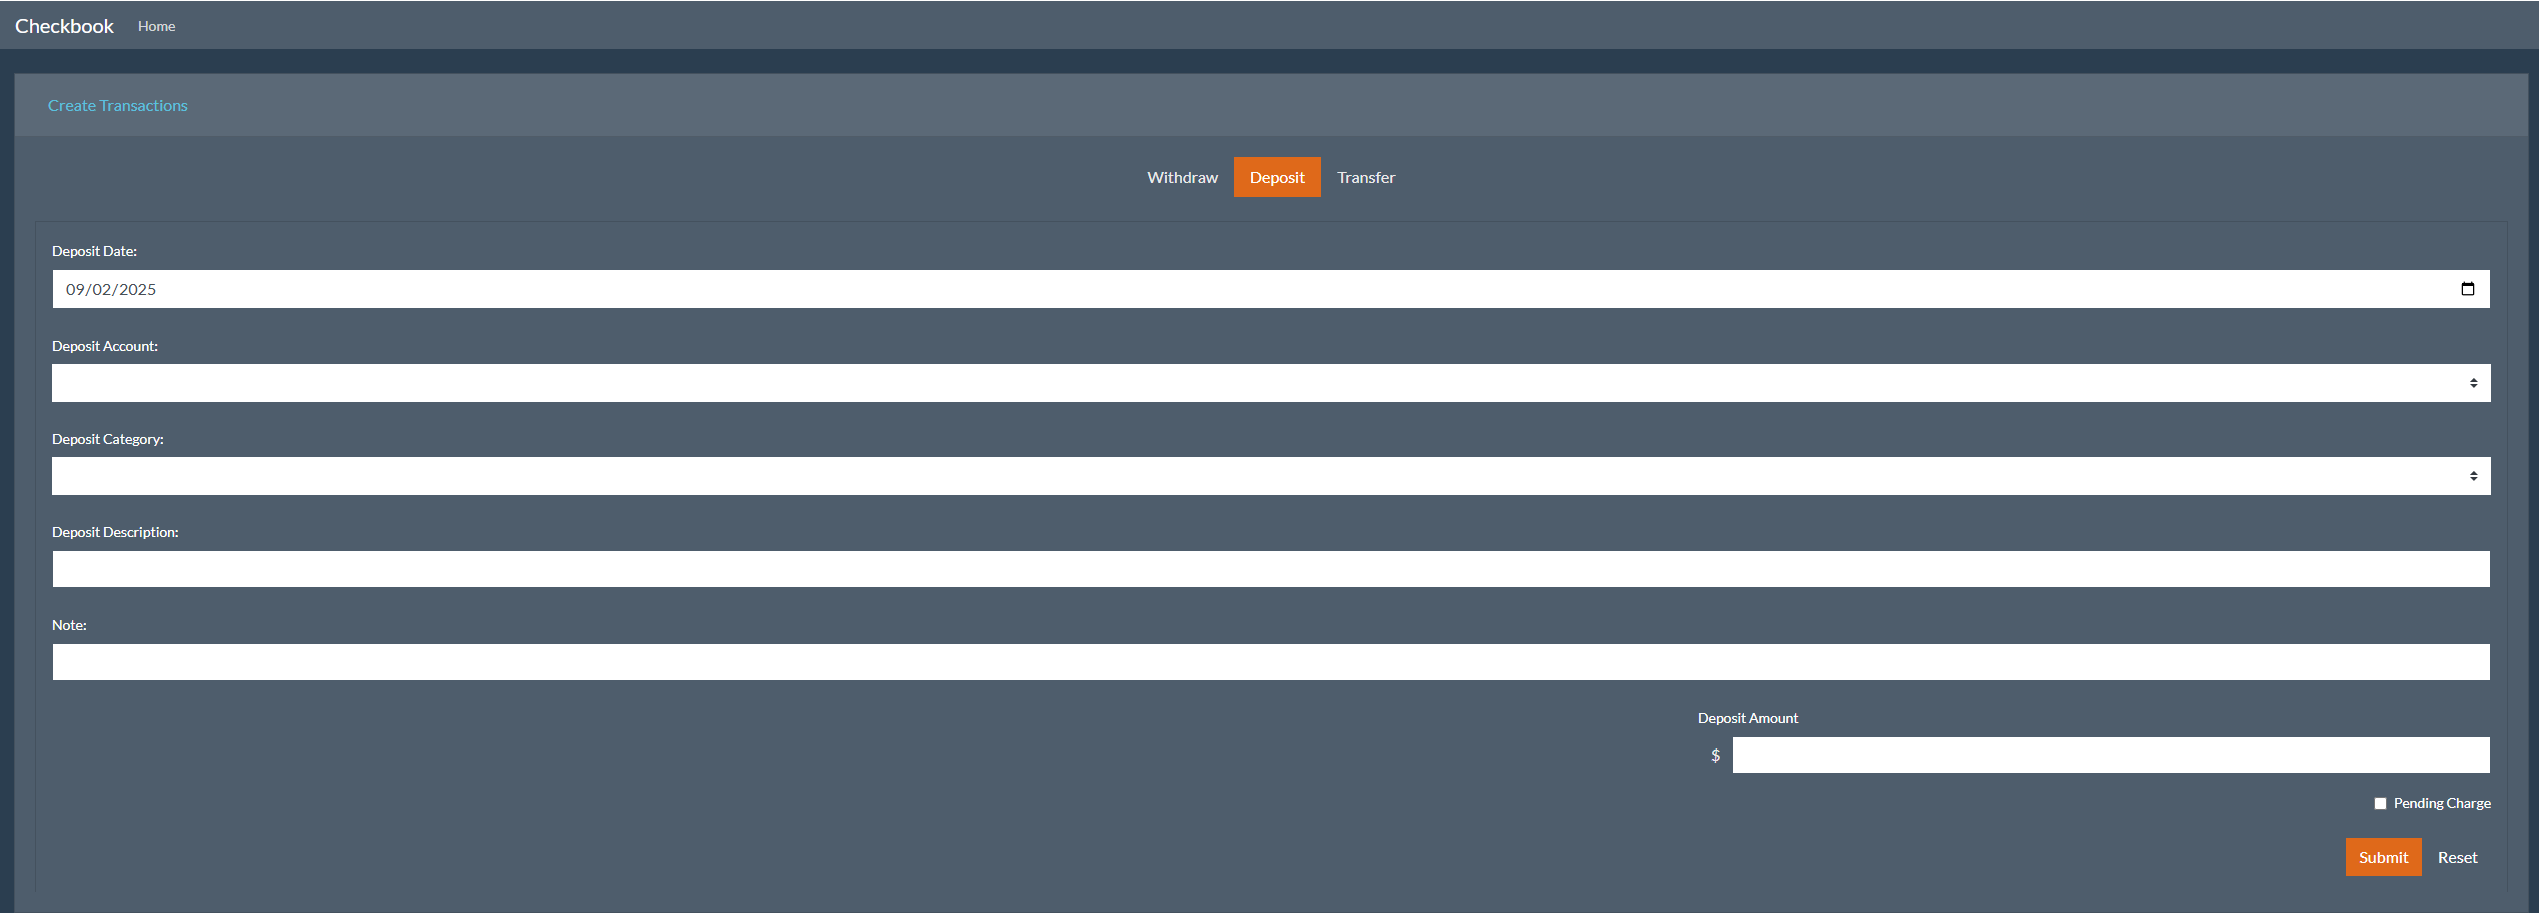 Checkbook Home
Create Transactions
Withdraw Deposit Transfer
Deposit Date:
09/02/2025
Deposit Account:
Deposit Category:
Deposit Description:
Note:
Deposit Amount
$
Pending Charge
Submit Reset